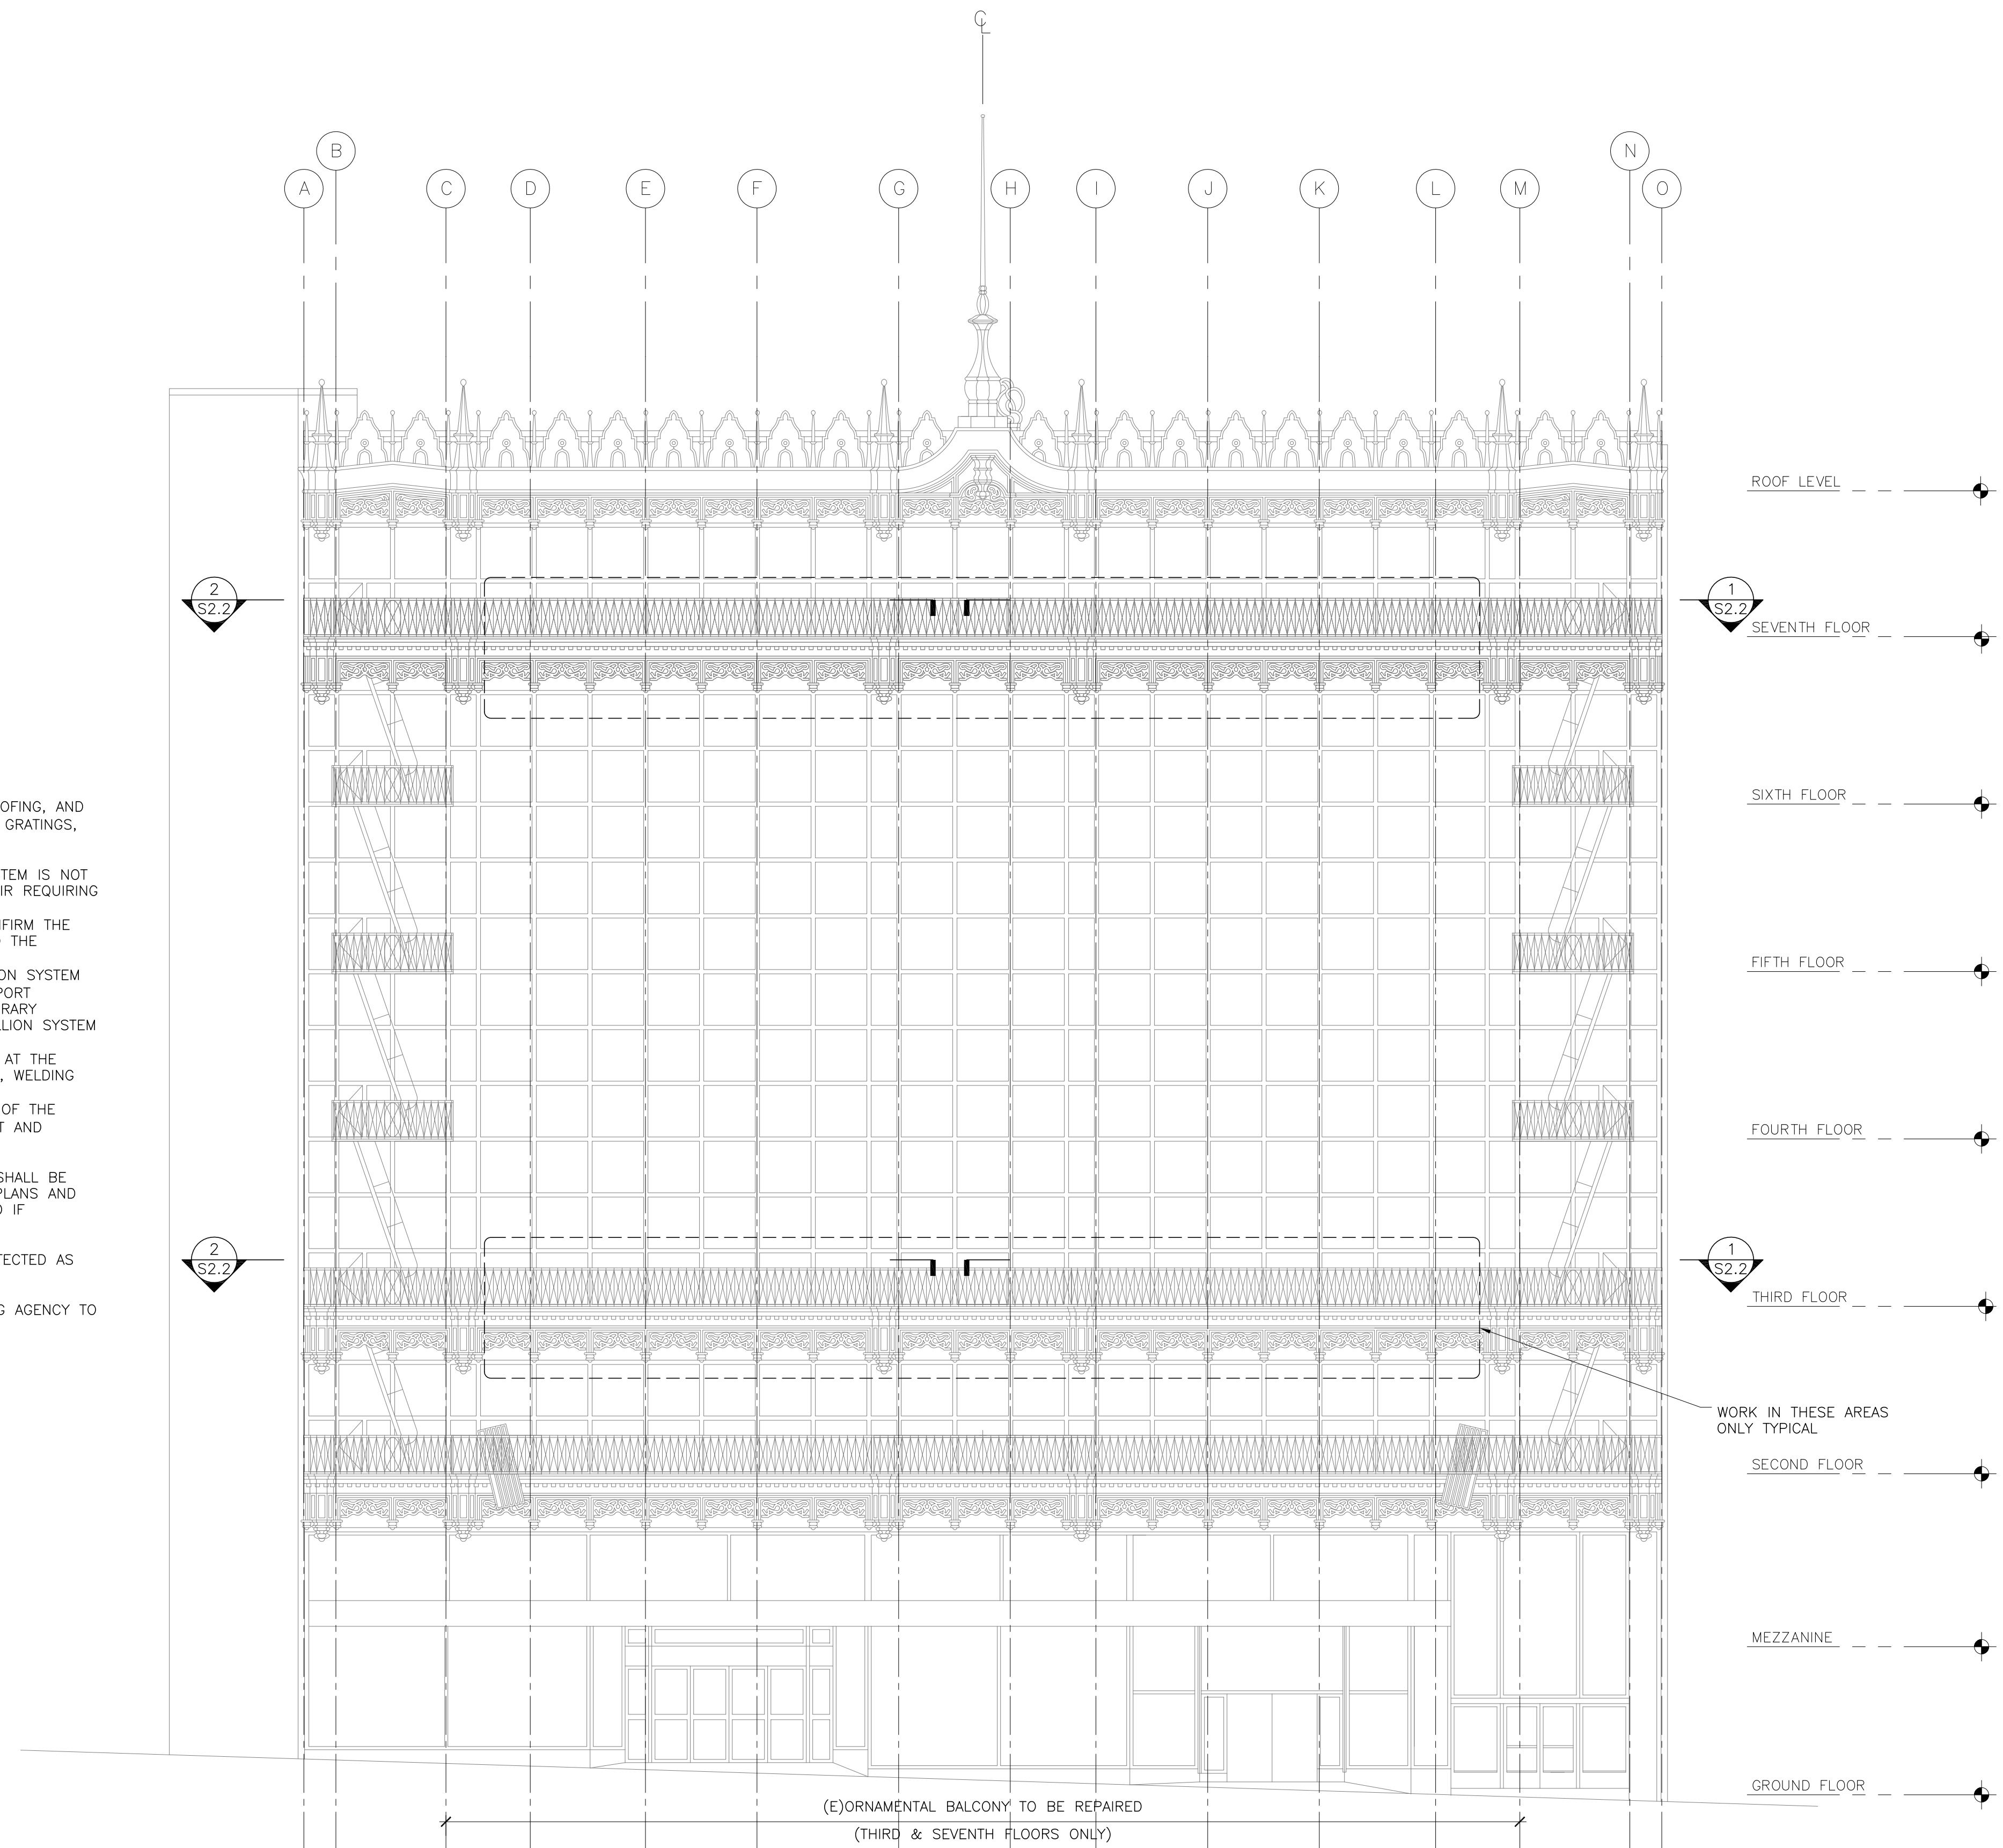 ℄
B
N
A
C
D
E
F
G
H
I
J
K
L
M
O
ROOF LEVEL
2
S2.2
1
S2.2
SEVENTH FLOOR
SIXTH FLOOR
OFING, AND
GRATINGS,
TEM IS NOT
IR REQUIRING
NFIRM THE
THE
FIFTH FLOOR
ON SYSTEM
PORT
RARY
LLION SYSTEM
AT THE
, WELDING
OF THE
T AND
FOURTH FLOOR
SHALL BE
PLANS AND
IF
2
S2.2
1
S2.2
TECTED AS
THIRD FLOOR
G AGENCY TO
WORK IN THESE AREAS
ONLY TYPICAL
SECOND FLOOR
MEZZANINE
GROUND FLOOR
(E)ORNAMENTAL BALCONY TO BE REPAIRED
(THIRD & SEVENTH FLOORS ONLY)